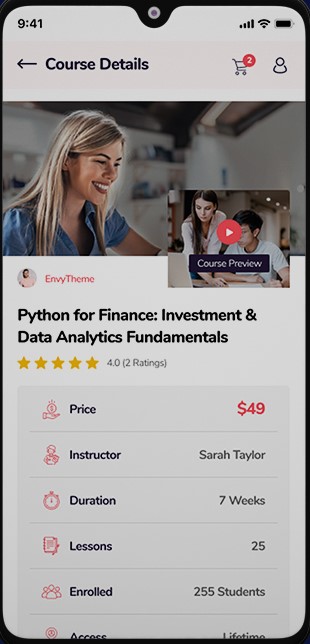 9:41
Course Details
2
Course Preview
EnvyTheme
Python for Finance: Investment &
Data Analytics Fundamentals
4.0 (2 Ratings)
Price $49
Instructor Sarah Taylor
Duration 7 Weeks
Lessons 25
Enrolled 255 Students
Access Lifetime